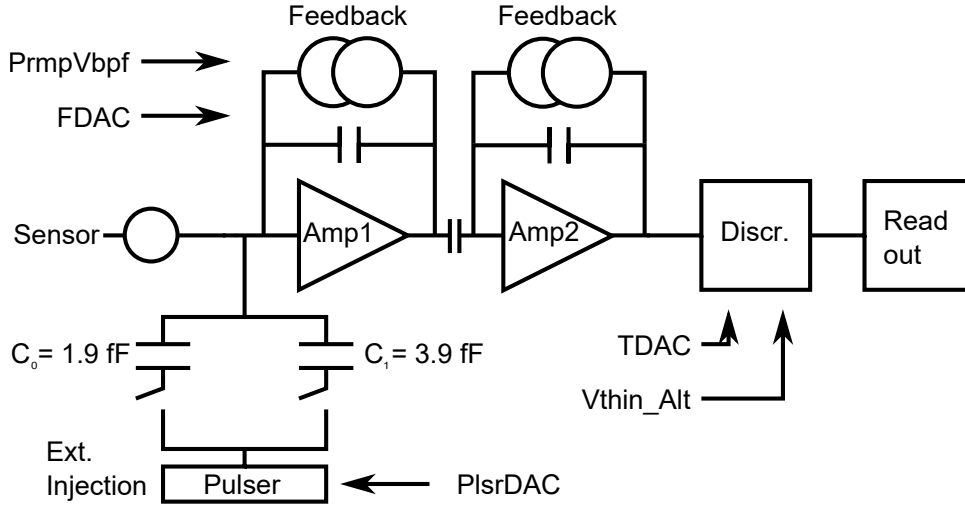 Feedback
Feedback
PrmpVbpf
FDAC
Sensor
Amp1
Amp2
Discr.
Read
out
C₀= 1.9 fF
C₁= 3.9 fF
TDAC
Vthin_Alt
Ext.
Injection
Pulser
PlsrDAC